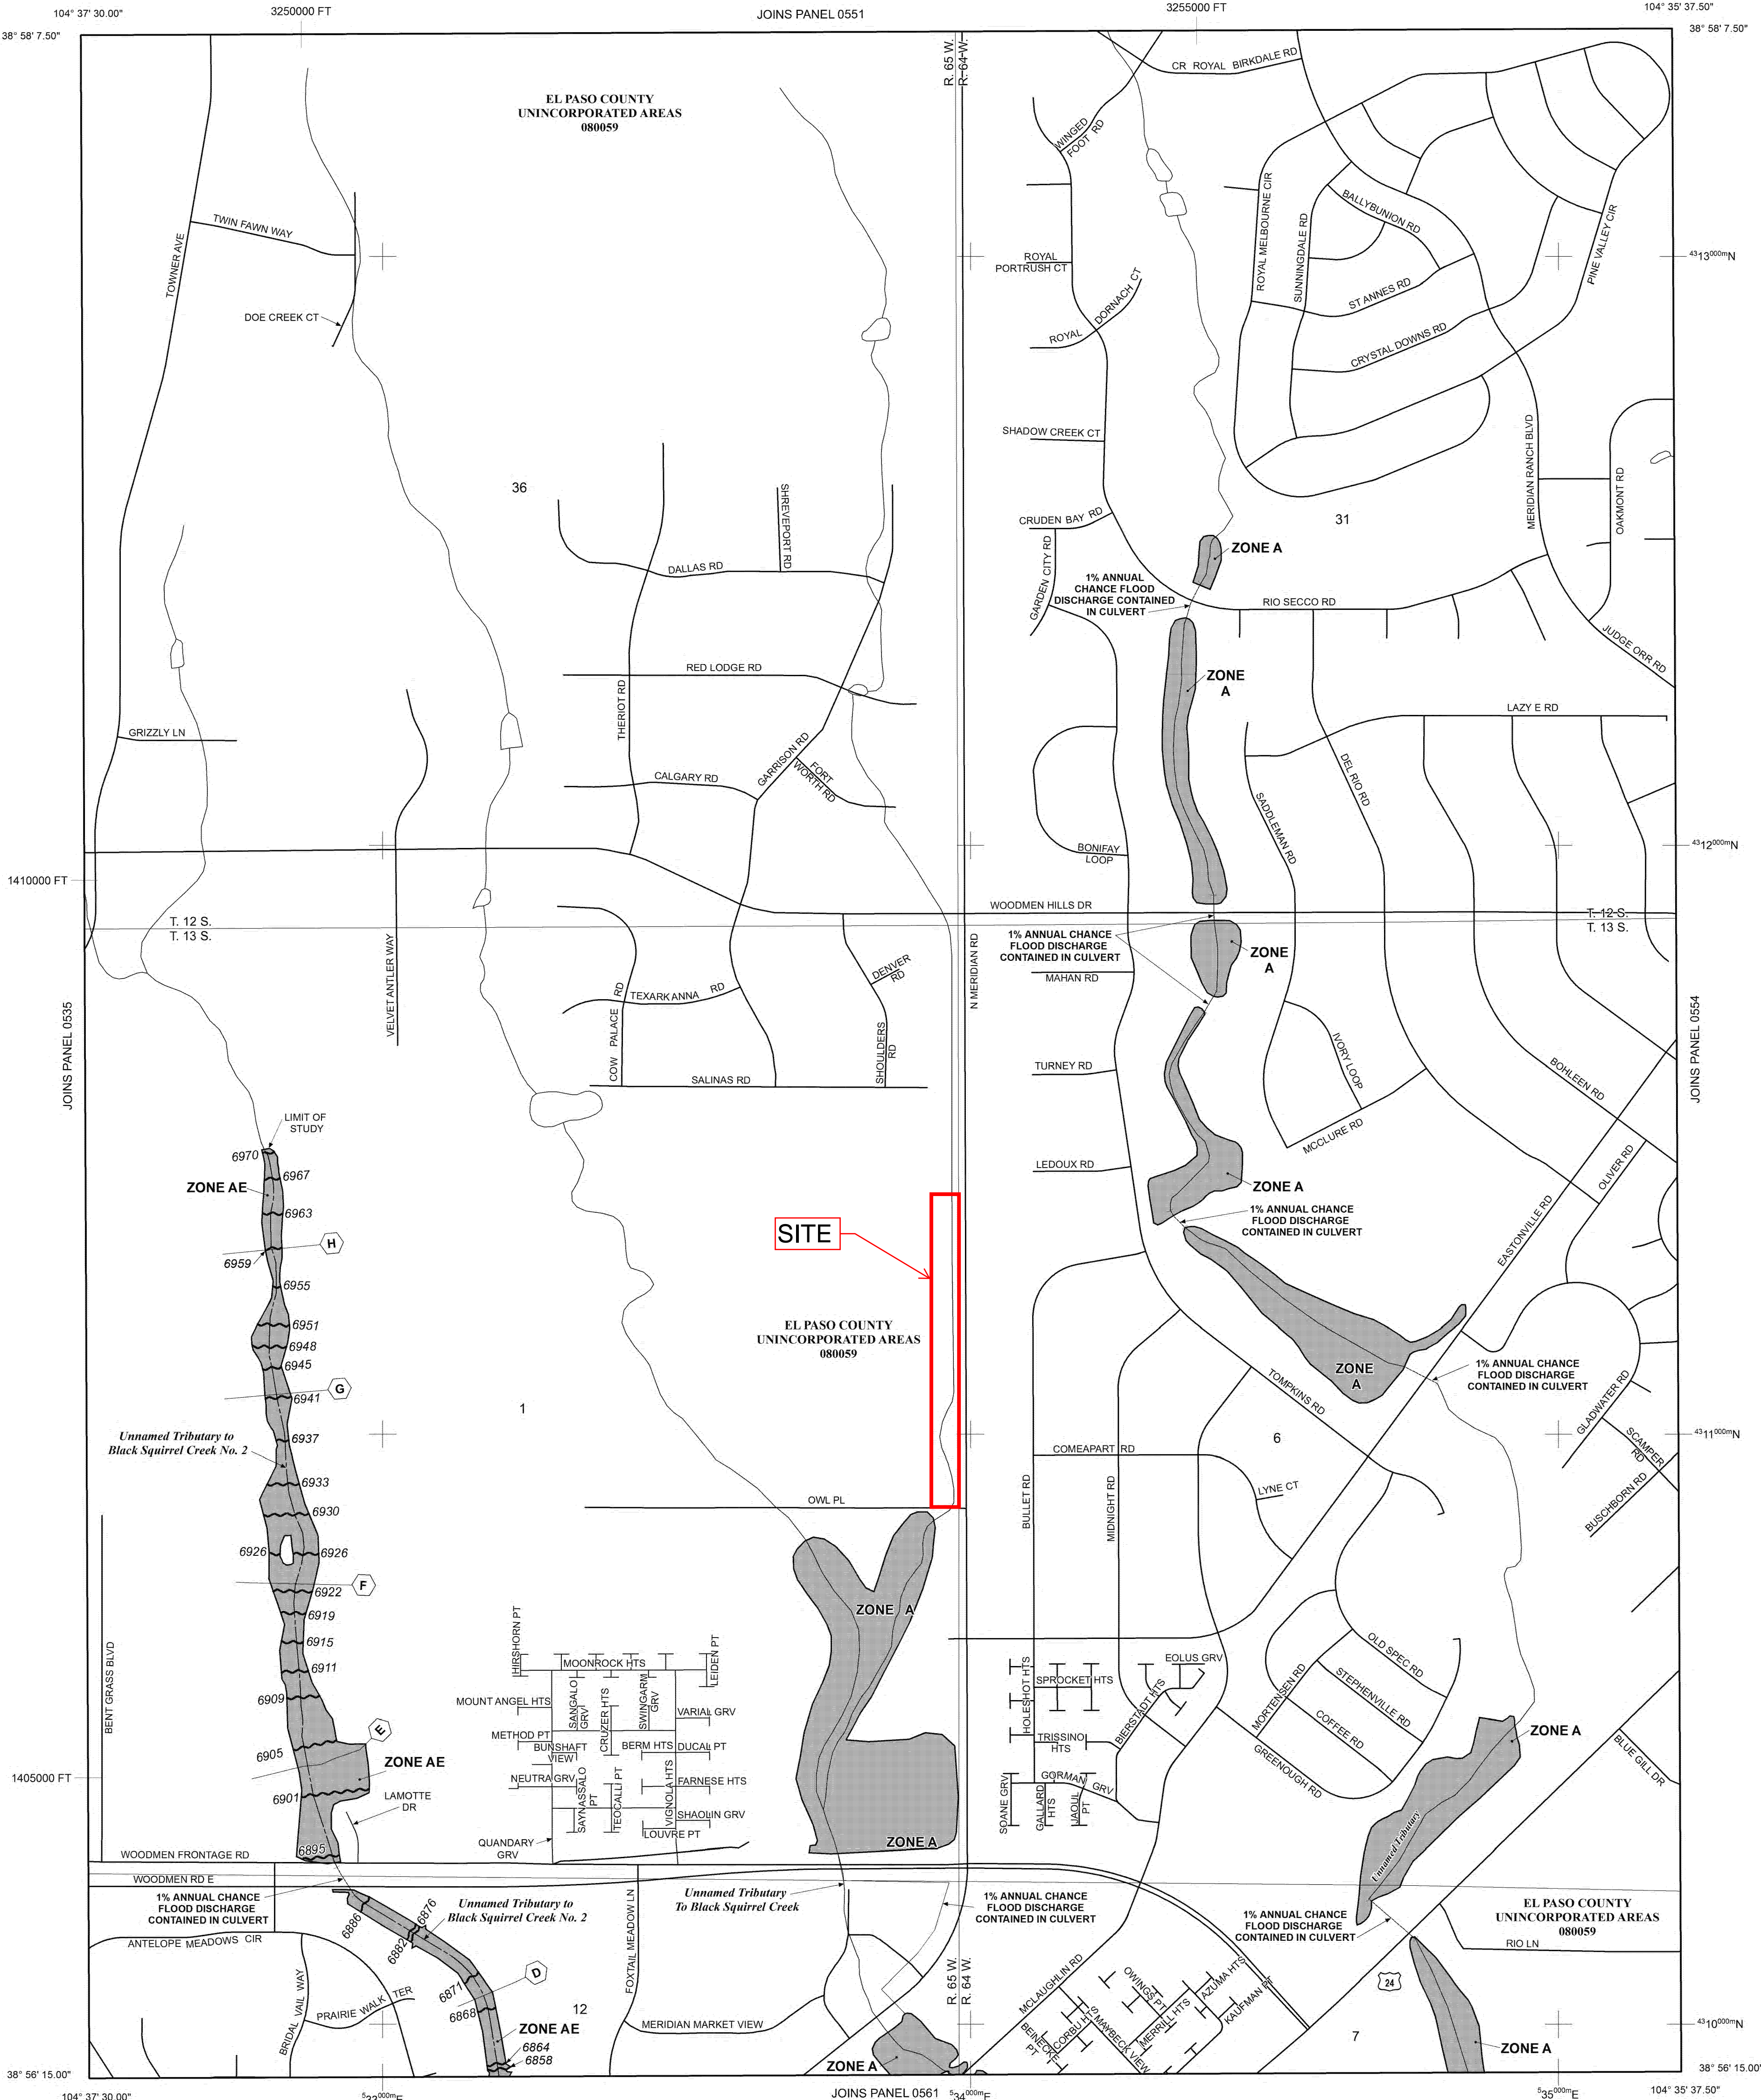 104° 37' 30.00"
3250000 FT
JOINS PANEL 0551
3255000 FT
104° 35' 37.50"
38° 58' 7.50"
38° 58' 7.50"
R. 65 W.
R. 64 W.
EL PASO COUNTY
UNINCORPORATED AREAS
080059
CR ROYAL BIRKDALE RD
WINGED
FOOT RD
TOWNER AVE
TWIN FAWN WAY
DOE CREEK CT
ROYAL
PORTRUSH CT
ROYAL DORNACH CT
ROYAL MELBOURNE CIR
SUNNINGDALE RD
BALLYBUNION RD
ST ANNES RD
CRYSTAL DOWNS RD
PINE VALLEY CIR
4313000mN
SHADOW CREEK CT
MERIDIAN RANCH BLVD
OAKMONT RD
36
SHREVEPORT RD
DALLAS RD
CRUDEN BAY RD
GARDEN CITY RD
31
ZONE A
1% ANNUAL
CHANCE FLOOD
DISCHARGE CONTAINED
IN CULVERT
RIO SECCO RD
JUDGE ORR RD
RED LODGE RD
THERIOT RD
ZONE
A
LAZY E RD
GRIZZLY LN
GARRISON RD
FORT
WORTH RD
CALGARY RD
DEL RIO RD
SADDLEMAN RD
BONIFAY
LOOP
4312000mN
1410000 FT
WOODMEN HILLS DR
T. 12 S.
T. 13 S.
T. 12 S.
T. 13 S.
VELVET ANTLER WAY
DENVER
RD
TEXARKANNA RD
COW PALACE RD
SHOULDERS
RD
SALINAS RD
N MERIDIAN RD
1% ANNUAL CHANCE
FLOOD DISCHARGE
CONTAINED IN CULVERT
MAHAN RD
ZONE
A
JOINS PANEL 0535
JOINS PANEL 0554
TURNEY RD
IVORY LOOP
MCCLURE RD
BOHLEEN RD
LEDOUX RD
OLIVER RD
EASTONVILLE RD
ZONE A
1% ANNUAL CHANCE
FLOOD DISCHARGE
CONTAINED IN CULVERT
LIMIT OF
STUDY
6970
6967
ZONE AE
6963
H
6959
6955
6951
6948
6945
G
6941
6937
Unnamed Tributary to
Black Squirrel Creek No. 2
6933
6930
6926
6926
F
6922
6919
6915
6911
6909
E
6905
ZONE AE
6901
LAMOTTE
DR
6895
SITE
EL PASO COUNTY
UNINCORPORATED AREAS
080059
1
OWL PL
ZONE
A
1% ANNUAL CHANCE
FLOOD DISCHARGE
CONTAINED IN CULVERT
TOMPKINS RD
GLADWATER RD
SCAMPER
RD
BUSCHBORN RD
4311000mN
COMEAPART RD
6
LYNE CT
BULLET RD
MIDNIGHT RD
ZONE A
BENT GRASS BLVD
HIRSHORN PT
MOONROCK HTS
LEIDEN PT
MOUNT ANGEL HTS
SANGALO
GRV
CRUZER HTS
SWINGARM
GRV
VARIAL GRV
METHOD PT
BUNSHAFT
VIEW
BERM HTS
DUCAL PT
NEUTRA GRV
SAYNASSALO
PT
TEOCALLI PT
VIGNOLA HTS
FARNESE HTS
SHAOLIN GRV
LOUVRE PT
QUANDARY
GRV
ZONE A
HOLESHOT HTS
SPROCKET HTS
EOLUS GRV
BIERSTADT HTS
TRISSINO
HTS
GORMAN GRV
SOANE GRV
GALLARD
HTS
JAOUL
PT
MORTENSEN RD
OLD SPEC RD
STEPHENVILLE RD
COFFEE RD
GREENOUGH RD
ZONE A
BLUE GILL DR
Unnamed Tributary
1405000 FT
WOODMEN FRONTAGE RD
WOODMEN RD E
1% ANNUAL CHANCE
FLOOD DISCHARGE
CONTAINED IN CULVERT
Unnamed Tributary to
Black Squirrel Creek No. 2
6886
6882
6876
6871
6868
D
12
ZONE AE
6864
6858
ANTELOPE MEADOWS CIR
BRIDAL VAIL WAY
PRAIRIE WALK TER
FOXTAIL MEADOW LN
Unnamed Tributary
To Black Squirrel Creek
MERIDIAN MARKET VIEW
1% ANNUAL CHANCE
FLOOD DISCHARGE
CONTAINED IN CULVERT
R. 65 W.
R. 64 W.
ZONE A
MCLAUGHLIN RD
BEINECKE
PT
CORBU HTS
S MAYBECK VIEW
OWINGS PT
MERRILL HTS
AZUMA HTS
KAUFMAN PT
1% ANNUAL CHANCE
FLOOD DISCHARGE
CONTAINED IN CULVERT
24
7
EL PASO COUNTY
UNINCORPORATED AREAS
080059
RIO LN
ZONE A
4310000mN
38° 56' 15.00"
38° 56' 15.00"
104° 37' 30.00"
533000mE
JOINS PANEL 0561
534000mE
535000mE
104° 35' 37.50"